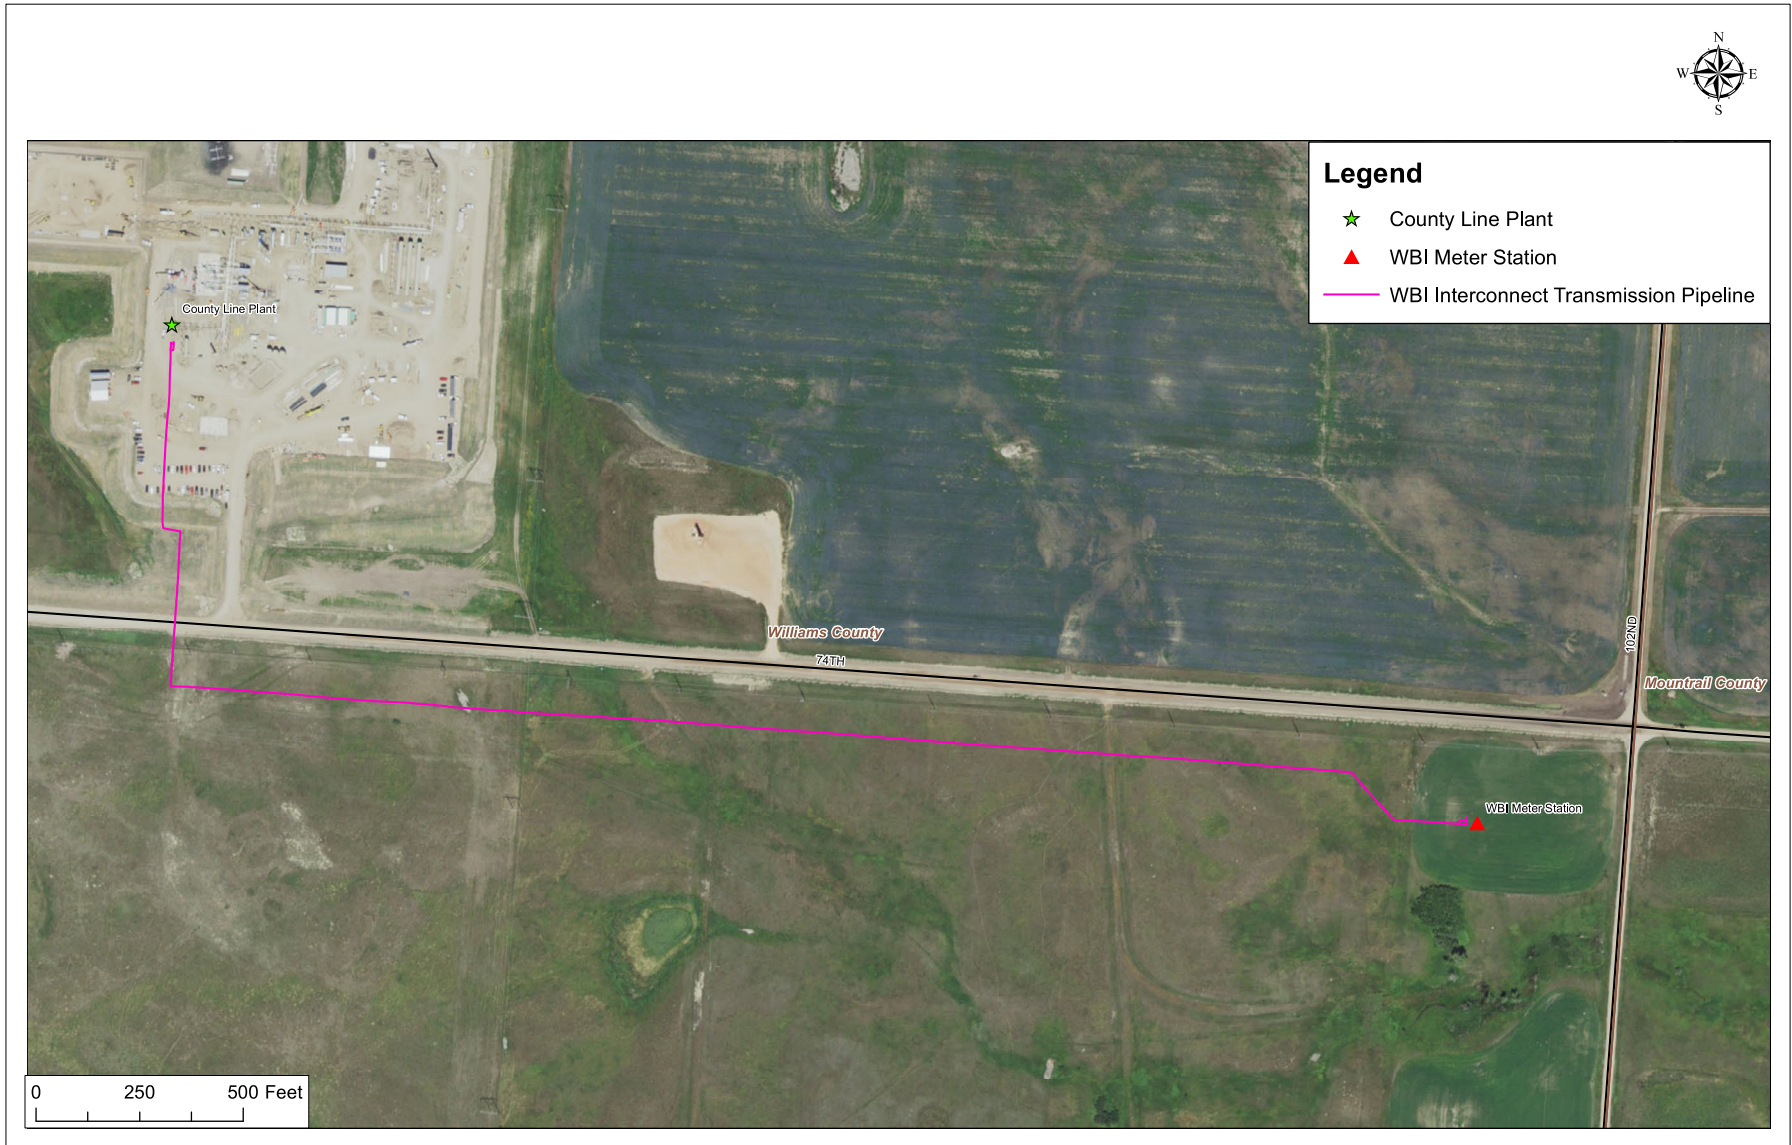 N
W E
S
Legend
County Line Plant
WBI Meter Station
WBI Interconnect Transmission Pipeline
County Line Plant
Williams County
74TH
102ND
Mountrail County
WBI Meter Station
0 250 500 Feet